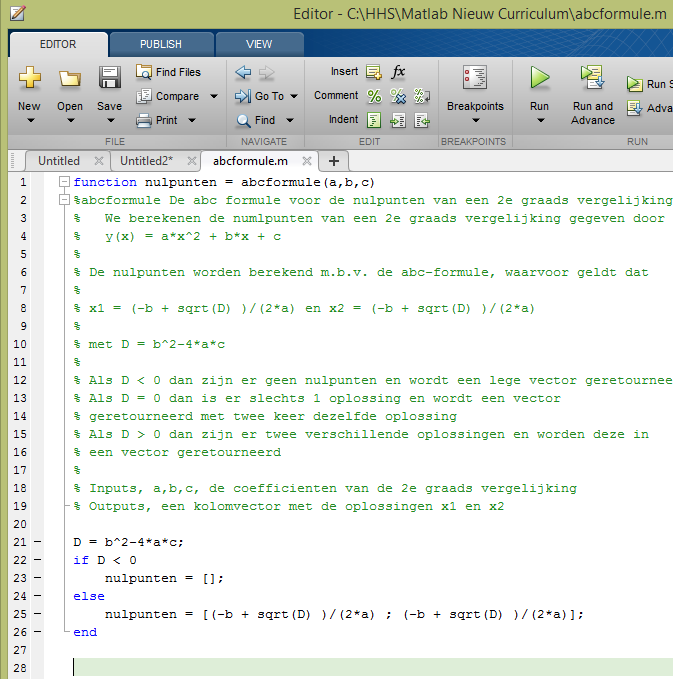 Editor - C:\HHS\Matlab Nieuw Curriculum\abcformule.m
EDITOR PUBLISH VIEW
New Open Save Find Files Compare Print FILE
Go To Find NAVIGATE
Insert fx Comment Indent EDIT
Breakpoints BREAKPOINTS
Run Run and Advance Run S Adva RUN
Untitled Untitled2* abcformule.m +
1 function nulpunten = abcformule(a,b,c)
2 %abcformule De abc formule voor de nulpunten van een 2e graads vergelijking
3 % We berekenen de numlpunten van een 2e graads vergelijking gegeven door
4 % y(x) = a*x^2 + b*x + c
5 %
6 % De nulpunten worden berekend m.b.v. de abc-formule, waarvoor geldt dat
7 %
8 % x1 = (-b + sqrt(D) )/(2*a) en x2 = (-b + sqrt(D) )/(2*a)
9 %
10 % met D = b^2-4*a*c
11 %
12 % Als D < 0 dan zijn er geen nulpunten en wordt een lege vector geretournee
13 % Als D = 0 dan is er slechts 1 oplossing en wordt een vector
14 % geretourneerd met twee keer dezelfde oplossing
15 % Als D > 0 dan zijn er twee verschillende oplossingen en worden deze in
16 % een vector geretourneerd
17 %
18 % Inputs, a,b,c, de coefficienten van de 2e graads vergelijking
19 % Outputs, een kolomvector met de oplossingen x1 en x2
20
21 D = b^2-4*a*c;
22 if D < 0
23 nulpunten = [];
24 else
25 nulpunten = [(-b + sqrt(D) )/(2*a) ; (-b + sqrt(D) )/(2*a)];
26 end
27
28